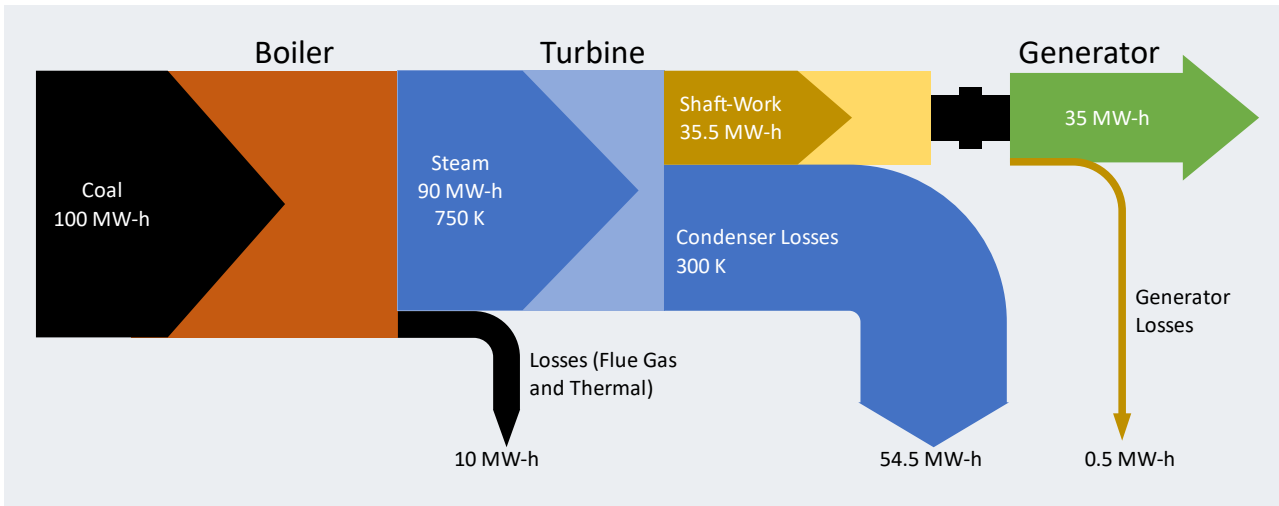 Boiler
Turbine
Generator
Coal
100 MW-h
Steam
90 MW-h
750 K
Shaft-Work
35.5 MW-h
35 MW-h
Condenser Losses
300 K
Generator
Losses
Losses (Flue Gas
and Thermal)
10 MW-h
54.5 MW-h
0.5 MW-h